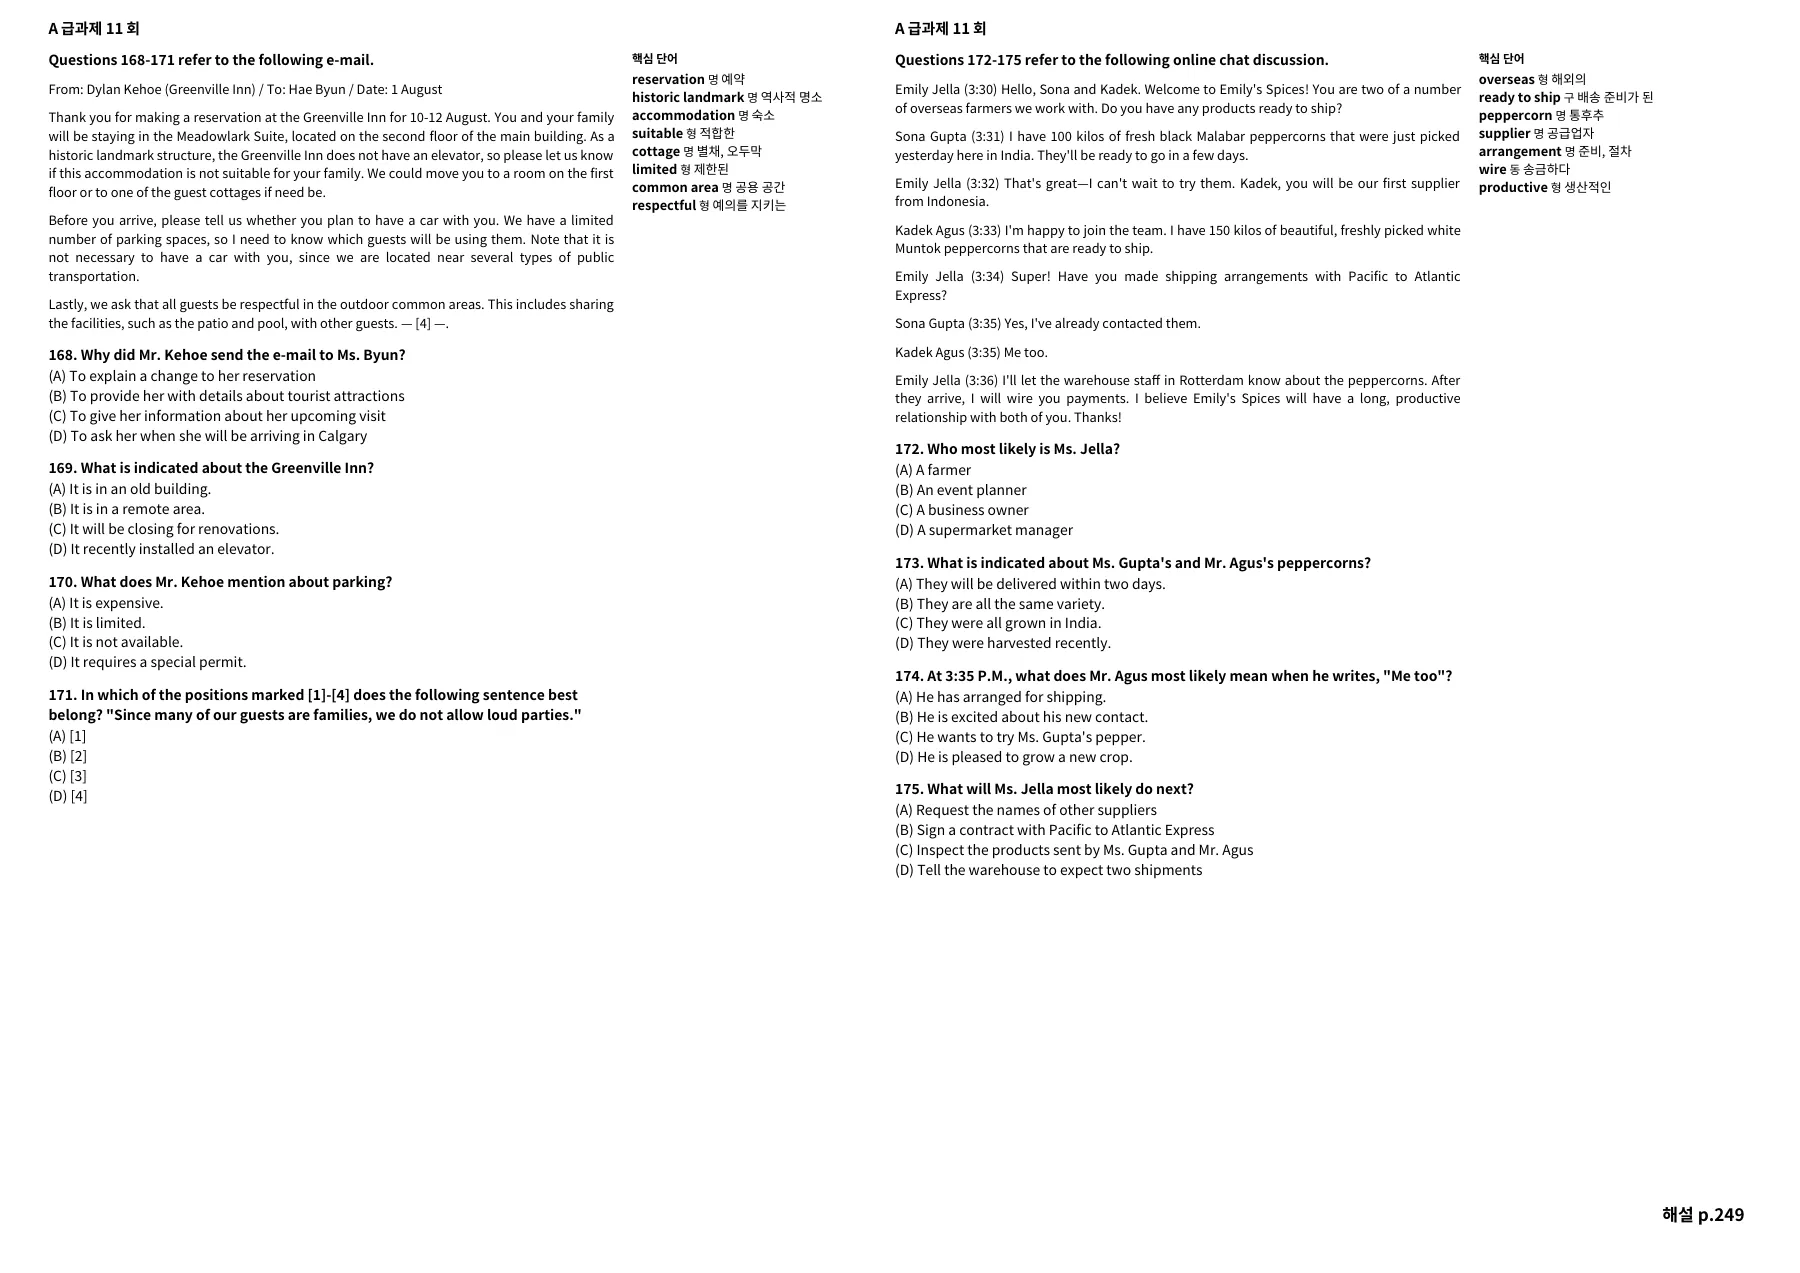 A 급과제 11 회
Questions 168-171 refer to the following e-mail.
From: Dylan Kehoe (Greenville Inn) / To: Hae Byun / Date: 1 August
Thank you for making a reservation at the Greenville Inn for 10-12 August. You and your family
will be staying in the Meadowlark Suite, located on the second floor of the main building. As a
historic landmark structure, the Greenville Inn does not have an elevator, so please let us know
if this accommodation is not suitable for your family. We could move you to a room on the first
floor or to one of the guest cottages if need be.
Before you arrive, please tell us whether you plan to have a car with you. We have a limited
number of parking spaces, so I need to know which guests will be using them. Note that it is
not necessary to have a car with you, since we are located near several types of public
transportation.
Lastly, we ask that all guests be respectful in the outdoor common areas. This includes sharing
the facilities, such as the patio and pool, with other guests. — [4] —.
168. Why did Mr. Kehoe send the e-mail to Ms. Byun?
(A) To explain a change to her reservation
(B) To provide her with details about tourist attractions
(C) To give her information about her upcoming visit
(D) To ask her when she will be arriving in Calgary
169. What is indicated about the Greenville Inn?
(A) It is in an old building.
(B) It is in a remote area.
(C) It will be closing for renovations.
(D) It recently installed an elevator.
170. What does Mr. Kehoe mention about parking?
(A) It is expensive.
(B) It is limited.
(C) It is not available.
(D) It requires a special permit.
171. In which of the positions marked [1]-[4] does the following sentence best
belong? "Since many of our guests are families, we do not allow loud parties."
(A) [1]
(B) [2]
(C) [3]
(D) [4]
핵심 단어
reservation 명 예약
historic landmark 명 역사적 명소
accommodation 명 숙소
suitable 형 적합한
cottage 명 별채, 오두막
limited 형 제한된
common area 명 공용 공간
respectful 형 예의를 지키는
A 급과제 11 회
Questions 172-175 refer to the following online chat discussion.
Emily Jella (3:30) Hello, Sona and Kadek. Welcome to Emily's Spices! You are two of a number
of overseas farmers we work with. Do you have any products ready to ship?
Sona Gupta (3:31) I have 100 kilos of fresh black Malabar peppercorns that were just picked
yesterday here in India. They'll be ready to go in a few days.
Emily Jella (3:32) That's great—I can't wait to try them. Kadek, you will be our first supplier
from Indonesia.
Kadek Agus (3:33) I'm happy to join the team. I have 150 kilos of beautiful, freshly picked white
Muntok peppercorns that are ready to ship.
Emily Jella (3:34) Super! Have you made shipping arrangements with Pacific to Atlantic
Express?
Sona Gupta (3:35) Yes, I've already contacted them.
Kadek Agus (3:35) Me too.
Emily Jella (3:36) I'll let the warehouse staff in Rotterdam know about the peppercorns. After
they arrive, I will wire you payments. I believe Emily's Spices will have a long, productive
relationship with both of you. Thanks!
172. Who most likely is Ms. Jella?
(A) A farmer
(B) An event planner
(C) A business owner
(D) A supermarket manager
173. What is indicated about Ms. Gupta's and Mr. Agus's peppercorns?
(A) They will be delivered within two days.
(B) They are all the same variety.
(C) They were all grown in India.
(D) They were harvested recently.
174. At 3:35 P.M., what does Mr. Agus most likely mean when he writes, "Me too"?
(A) He has arranged for shipping.
(B) He is excited about his new contact.
(C) He wants to try Ms. Gupta's pepper.
(D) He is pleased to grow a new crop.
175. What will Ms. Jella most likely do next?
(A) Request the names of other suppliers
(B) Sign a contract with Pacific to Atlantic Express
(C) Inspect the products sent by Ms. Gupta and Mr. Agus
(D) Tell the warehouse to expect two shipments
핵심 단어
overseas 형 해외의
ready to ship 구 배송 준비가 된
peppercorn 명 통후추
supplier 명 공급업자
arrangement 명 준비, 절차
wire 동 송금하다
productive 형 생산적인
해설 p.249